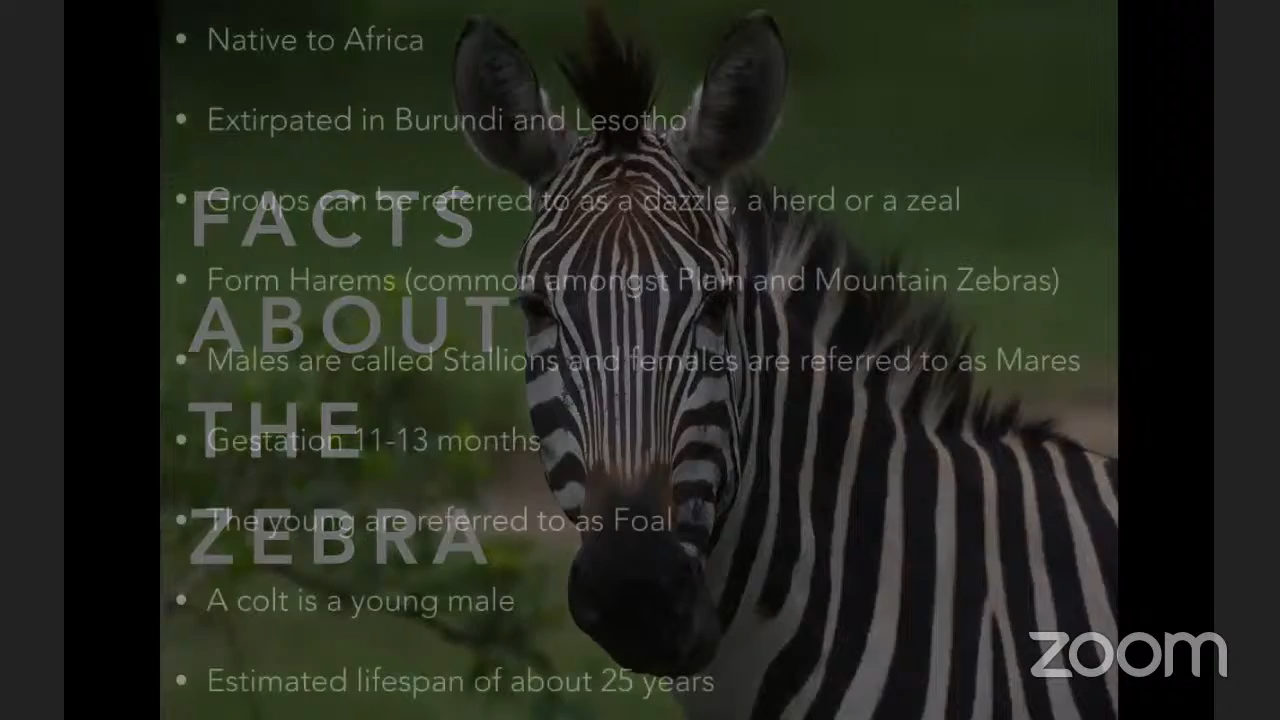 • Native to Africa
• Extirpated in Burundi and Lesotho
• Groups can be referred to as a dazzle, a herd or a zeal
• Form Harems (common amongst Plain and Mountain Zebras)
• Males are called Stallions and females are referred to as Mares
• Gestation 11-13 months
• The young are referred to as Foal
• A colt is a young male
• Estimated lifespan of about 25 years
FACTS
ABOUT
THE
ZEBRA
zoom